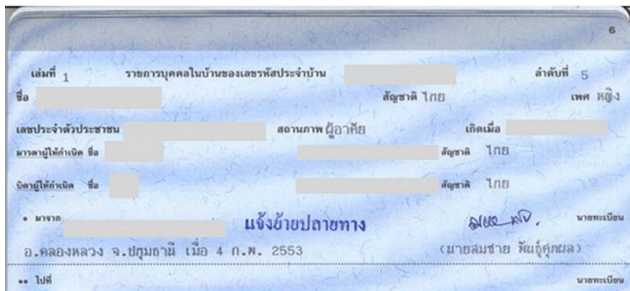 6
เล่มที่ 1 รายการบุคคลในบ้านของเลขรหัสประจำบ้าน ลำดับที่ 5
ชื่อ สัญชาติ ไทย เพศ หญิง
เลขประจำตัวประชาชน สถานภาพ ผู้อาศัย เกิดเมื่อ
มารดาผู้ให้กำเนิด ชื่อ สัญชาติ ไทย
บิดาผู้ให้กำเนิด ชื่อ สัญชาติ ไทย
* มาจาก แจ้งย้ายปลายทาง นายทะเบียน
อ.คลองหลวง จ.ปทุมธานี เมื่อ 4 ก.พ. 2553 (นายสมชาย พันธุ์ศุภผล)
** ไปที่ นายทะเบียน